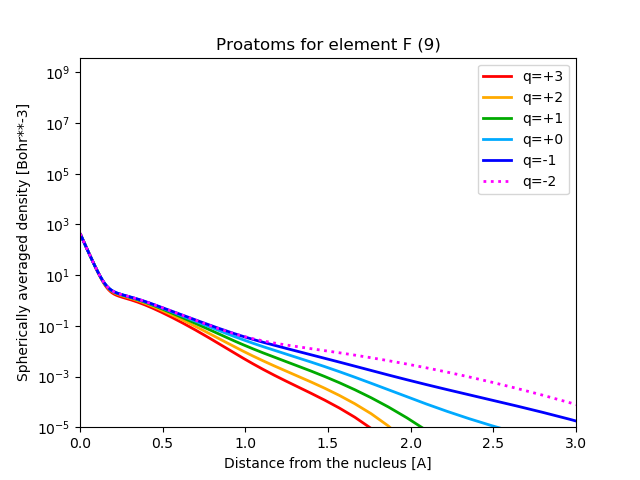 Proatoms for element F (9)
Spherically averaged density [Bohr**-3]
10^9
10^7
10^5
10^3
10^1
10^−1
10^−3
10^−5
q=+3
q=+2
q=+1
q=+0
q=-1
q=-2
0.0 0.5 1.0 1.5 2.0 2.5 3.0
Distance from the nucleus [A]